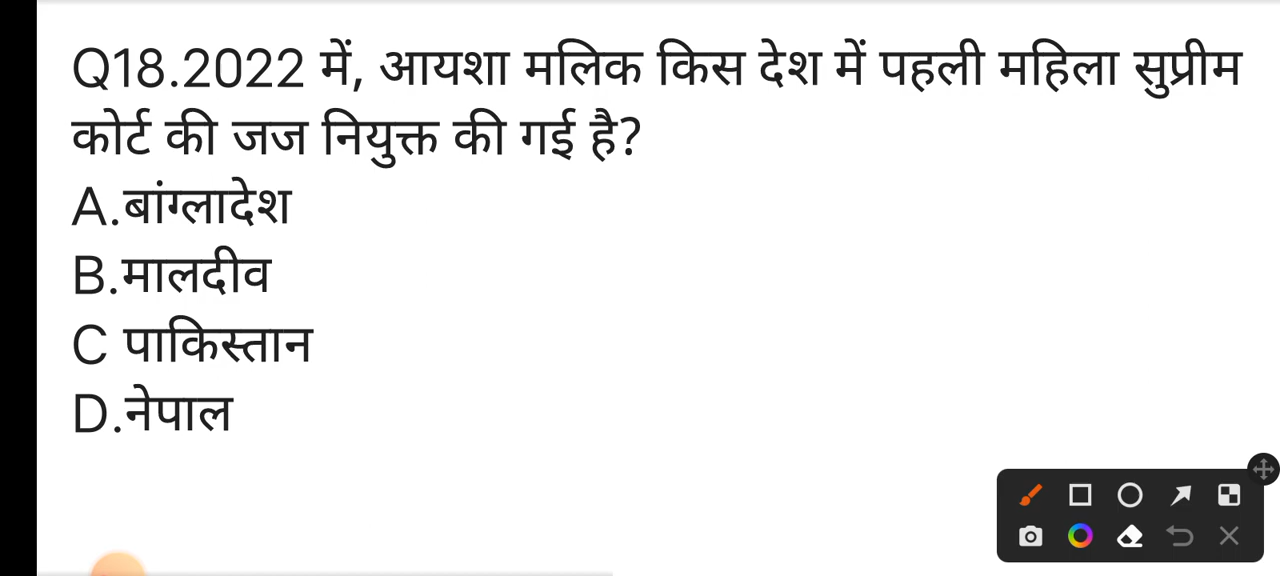 Q18.2022 में, आयशा मलिक किस देश में पहली महिला सुप्रीम
कोर्ट की जज नियुक्त की गई है?
A.बांग्लादेश
B.मालदीव
C पाकिस्तान
D.नेपाल